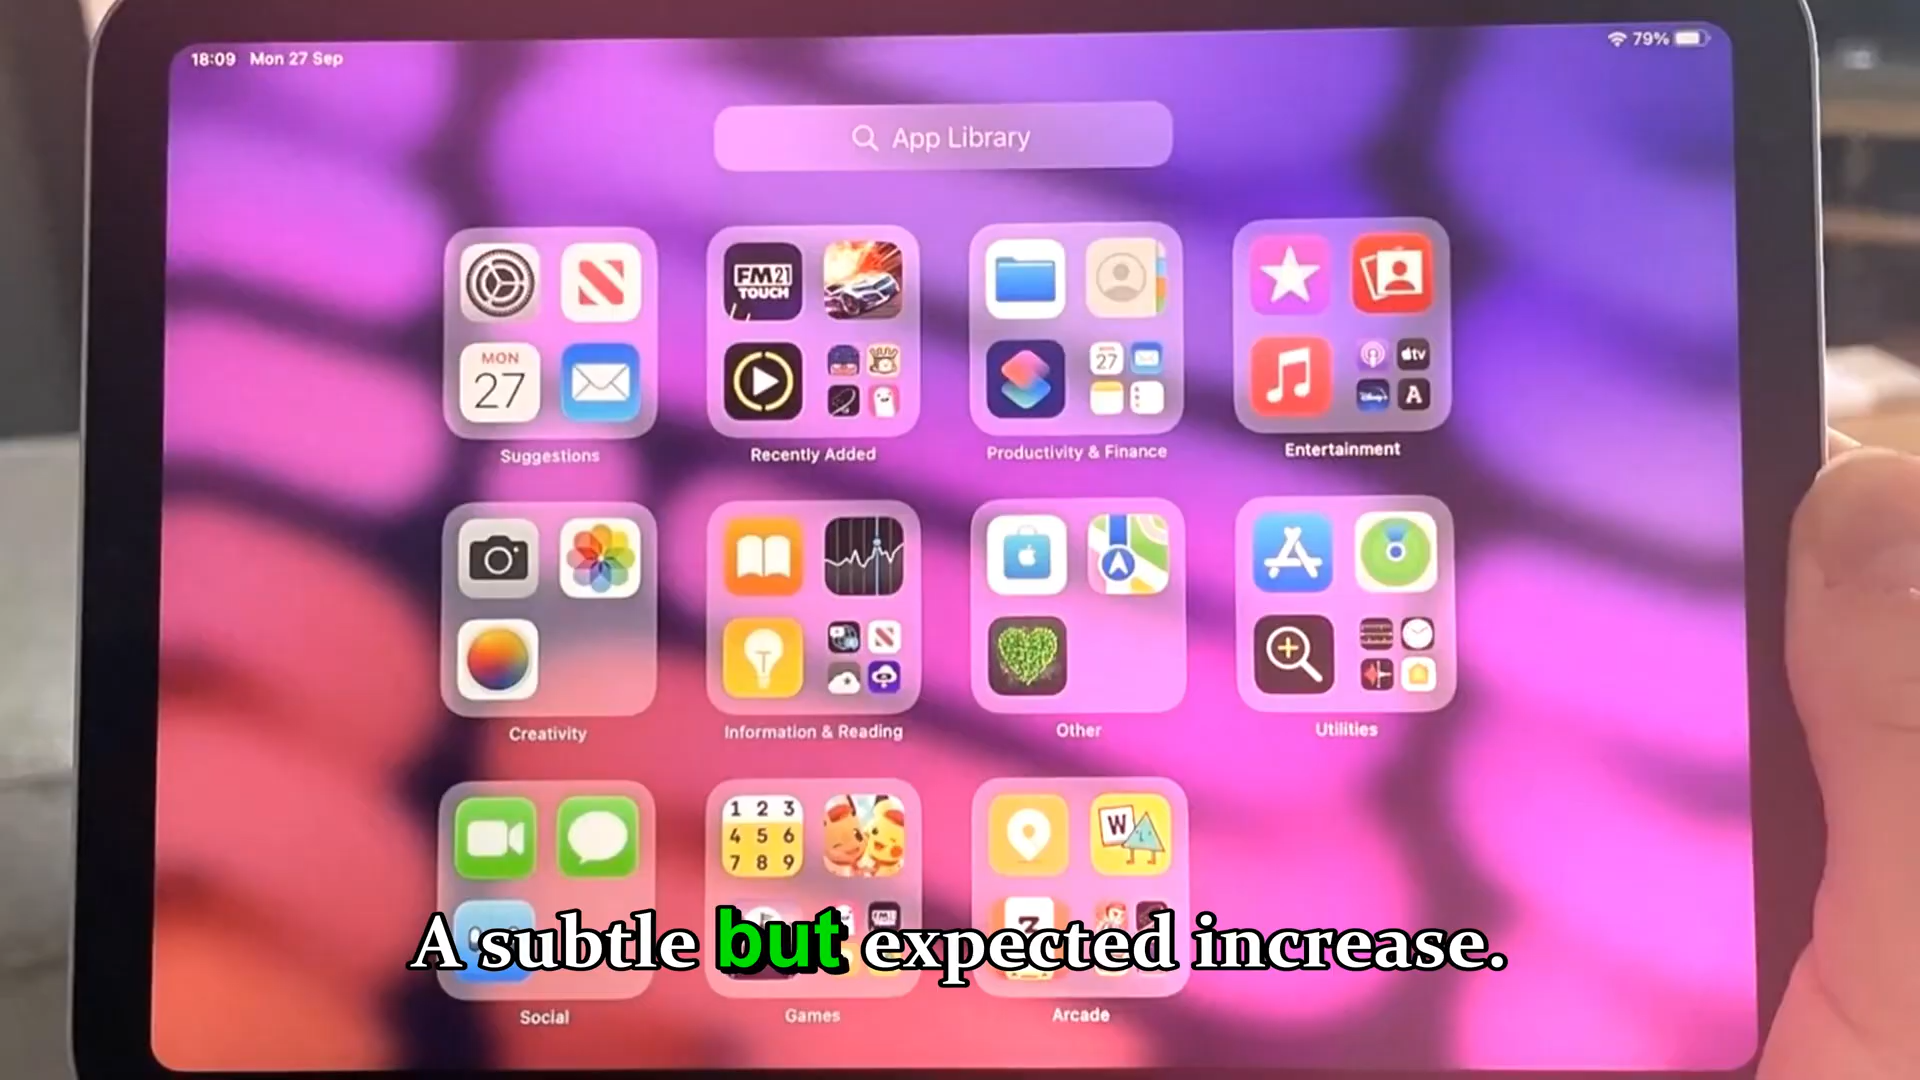 18:09 Mon 27 Sep
79%
App Library
FM21
TOUCH
MON
27
27
tv
Disney+
A
Suggestions
Recently Added
Productivity & Finance
Entertainment
Creativity
Information & Reading
Other
Utilities
1 2 3
4 5 6
7 8 9
W
A subtle but expected increase.
Social
Games
Arcade